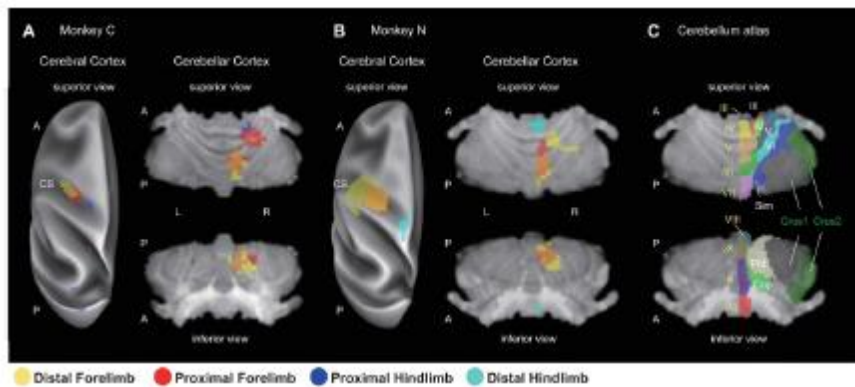 A Monkey C
B Monkey N
C Cerebellum atlas
Cerebral Cortex
Cerebellar Cortex
Cerebral Cortex
Cerebellar Cortex
superior view
superior view
superior view
superior view
superior view
A
A
A
A
A
III
III
CS
CS
P
P
P
P
P
L
R
L
R
Sim
Crus1
Crus2
VIII
P
P
P
P
P
A
A
A
inferior view
inferior view
inferior view
Distal Forelimb
Proximal Forelimb
Proximal Hindlimb
Distal Hindlimb